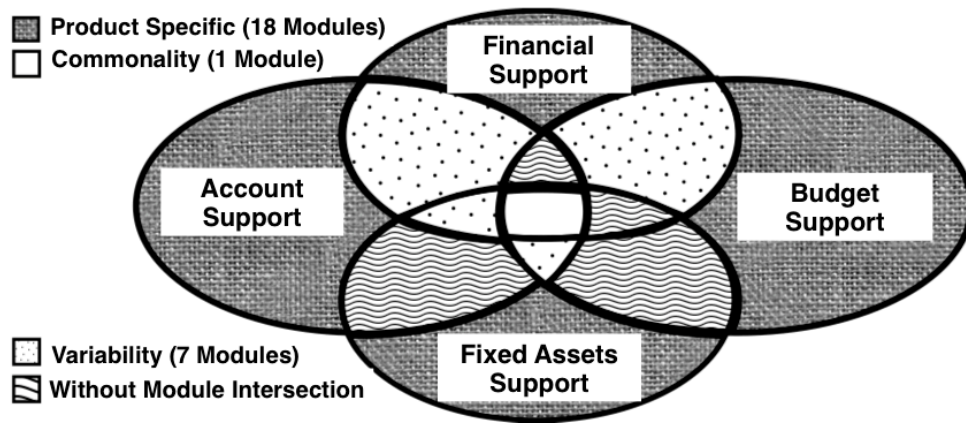 Product Specific (18 Modules)
Commonality (1 Module)
Financial
Support
Account
Support
Budget
Support
Variability (7 Modules)
Without Module Intersection
Fixed Assets
Support